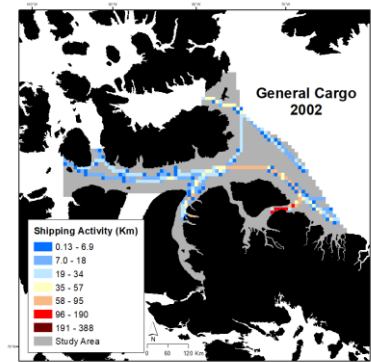 General Cargo
2002
Shipping Activity (Km)
0.13 - 6.9
7.0 - 18
19 - 34
35 - 57
58 - 95
96 - 190
191 - 388
Study Area
N
0 60 120 Km